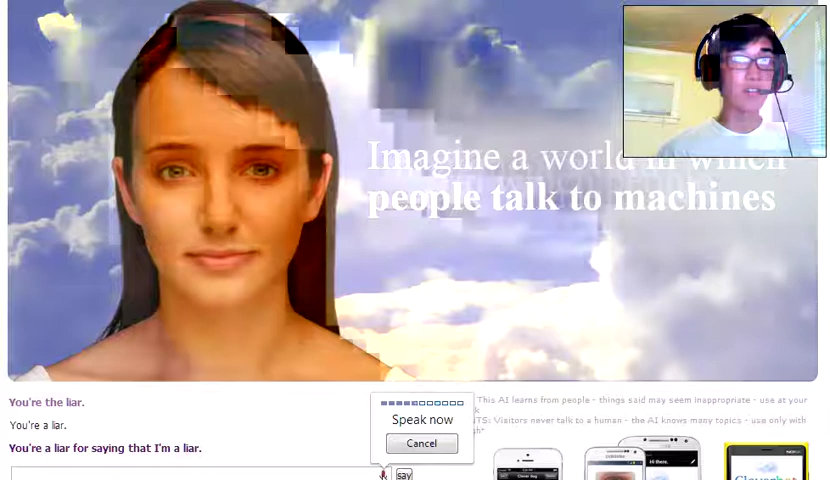 Imagine a world in which
people talk to machines
You're the liar.
You're a liar.
You're a liar for saying that I'm a liar.
Speak now
Cancel
This AI learns from people - things said may seem inappropriate - use at your
Visitors never talk to a human - the AI knows many topics - use only with
say
Hi there.
NOKIA